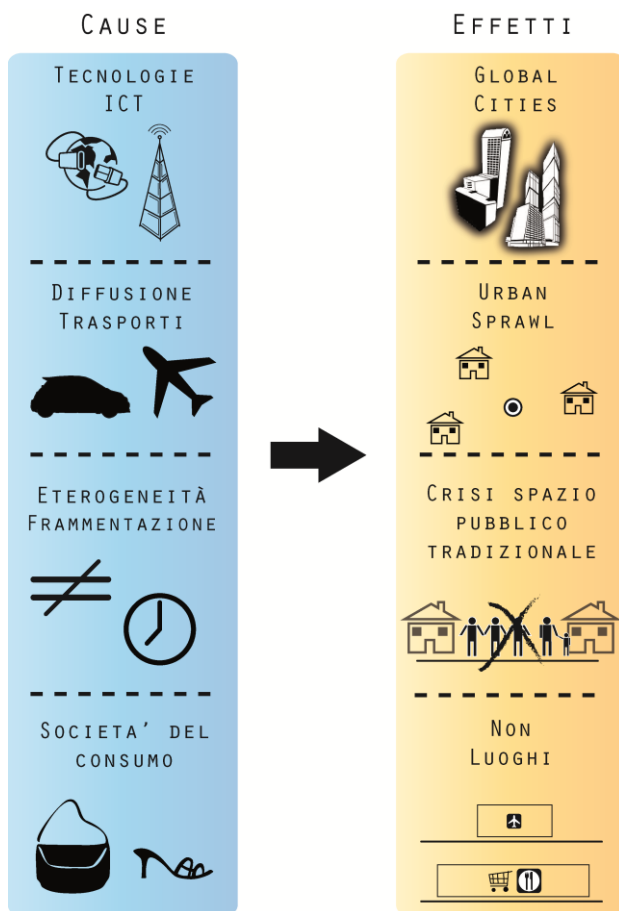 CAUSE
TECNOLOGIE
ICT
DIFFUSIONE
TRASPORTI
ETEROGENEITÀ
FRAMMENTAZIONE
SOCIETA' DEL
CONSUMO
EFFETTI
GLOBAL
CITIES
URBAN
SPRAWL
CRISI SPAZIO
PUBBLICO
TRADIZIONALE
NON
LUOGHI